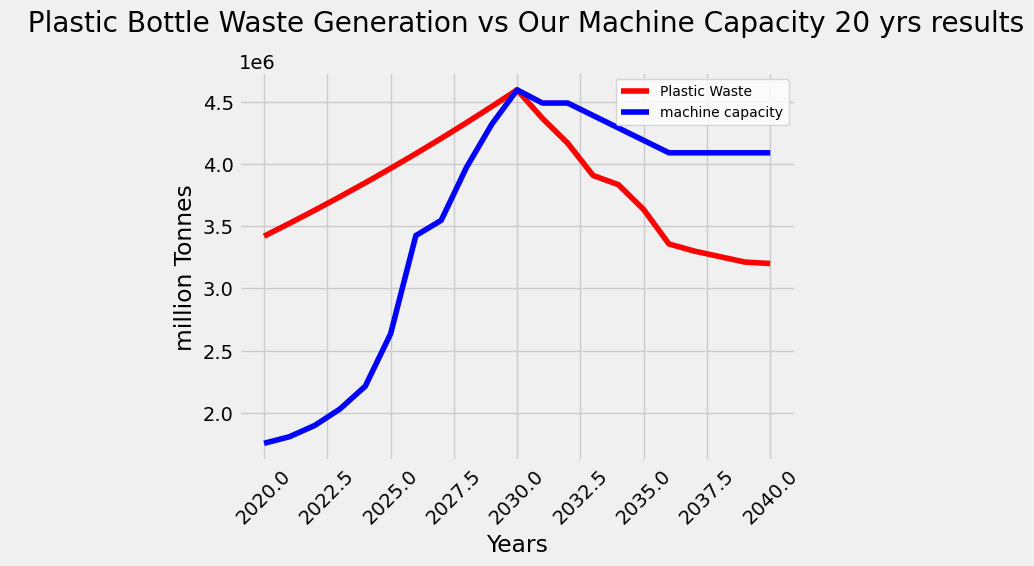 Plastic Bottle Waste Generation vs Our Machine Capacity 20 yrs results
1e6
Plastic Waste
machine capacity
4.5
4.0
3.5
3.0
2.5
2.0
million Tonnes
2020.0 2022.5 2025.0 2027.5 2030.0 2032.5 2035.0 2037.5 2040.0
Years